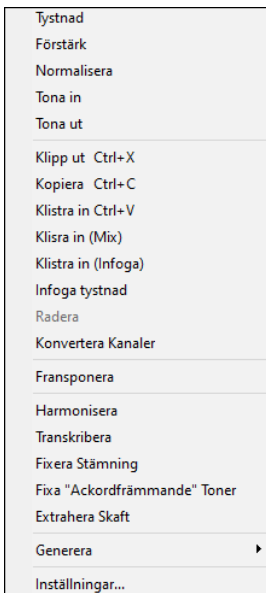 Tystnad
Förstärk
Normalisera
Tona in
Tona ut
Klipp ut Ctrl+X
Kopiera Ctrl+C
Klistra in Ctrl+V
Klisra in (Mix)
Klistra in (Infoga)
Infoga tystnad
Radera
Konvertera Kanaler
Fransponera
Harmonisera
Transkribera
Fixera Stämning
Fixa "Ackordfrämmande" Toner
Extrahera Skaft
Generera
Inställningar...